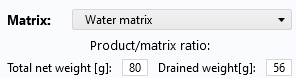 Matrix: Water matrix
Product/matrix ratio:
Total net weight [g]: 80 Drained weight[g]: 56